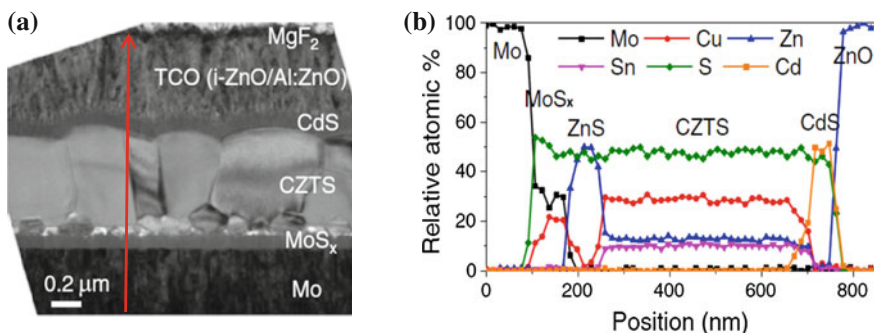 (a)
MgF₂
TCO (i-ZnO/Al:ZnO)
CdS
CZTS
MoSₓ
0.2 µm
Mo
(b)
100
80
60
40
20
0
Relative atomic %
Mo
Cu
Zn
Sn
S
Cd
Mo
MoSₓ
ZnS
CZTS
CdS
ZnO
0
200
400
600
800
Position (nm)